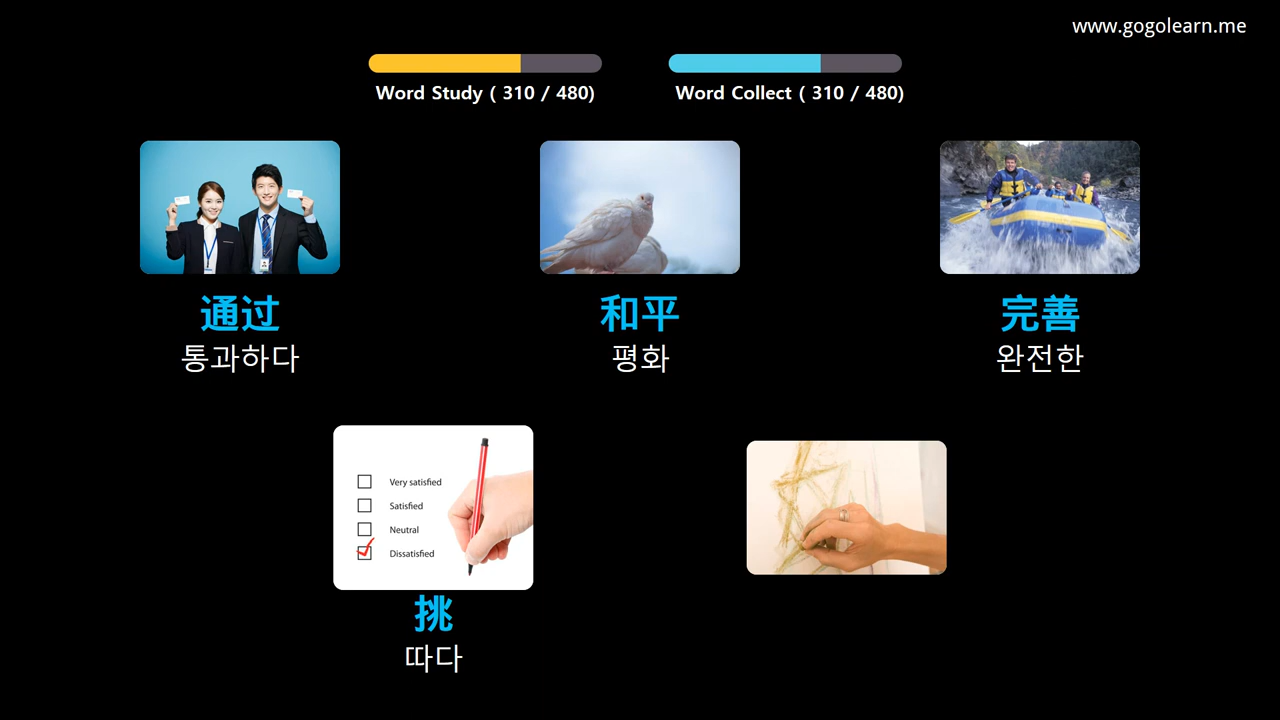 www.gogolearn.me
Word Study ( 310 / 480)
Word Collect ( 310 / 480)
通过
통과하다
和平
평화
完善
완전한
Very satisfied
Satisfied
Neutral
Dissatisfied
挑
따다